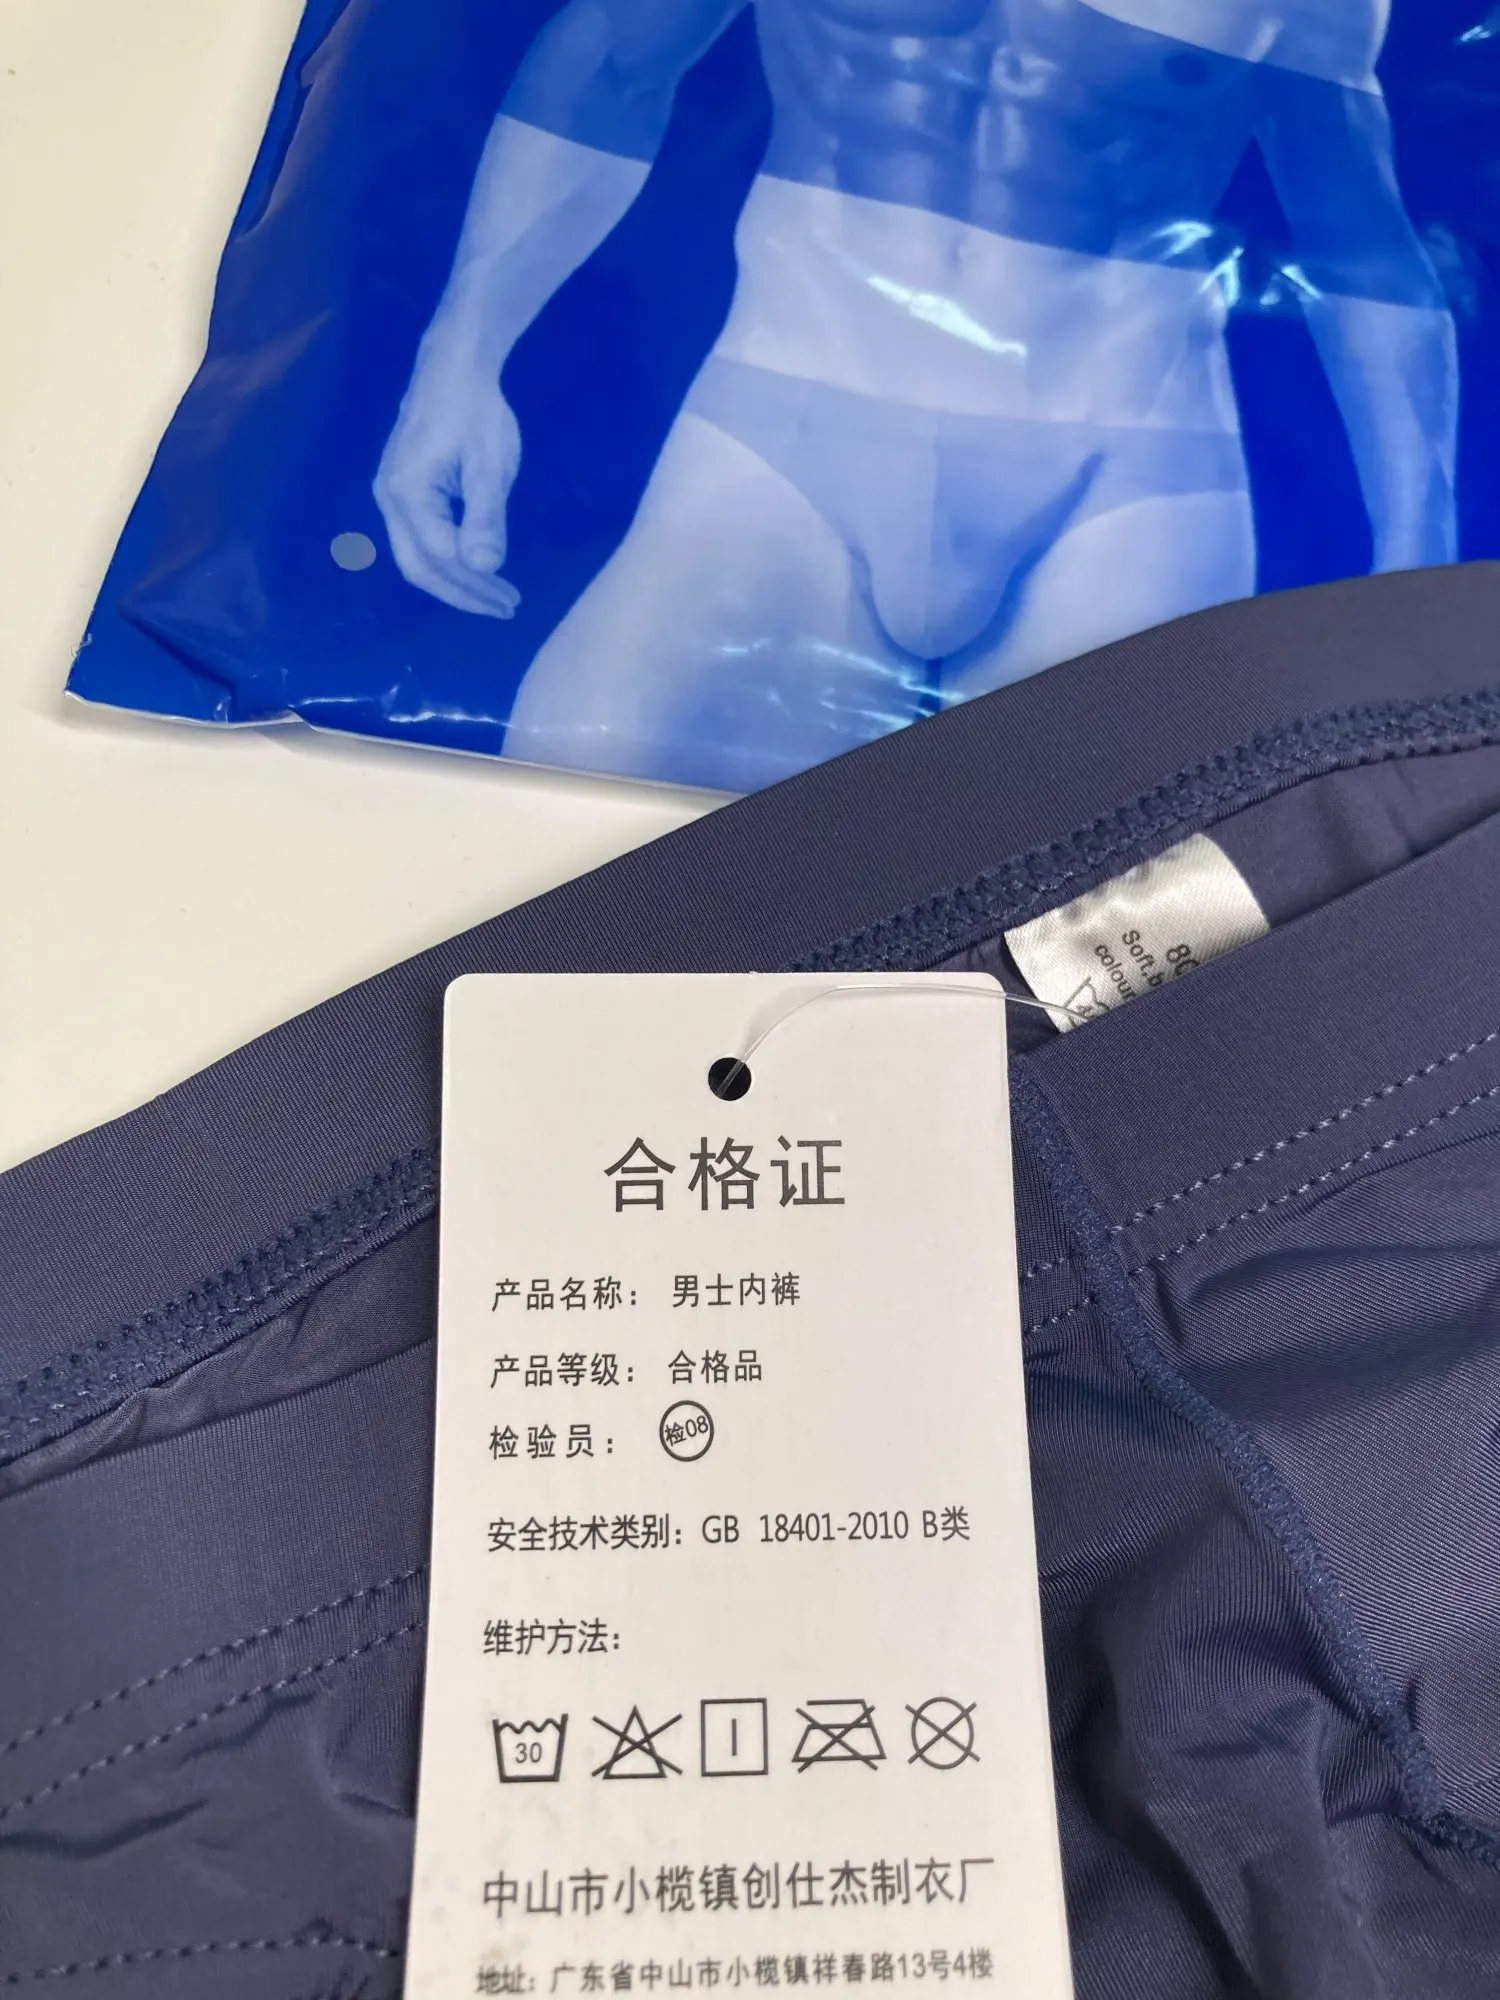 80
Soft.b
colour
合格证
产品名称： 男士内裤
产品等级： 合格品
检验员： 检08
安全技术类别：GB 18401-2010 B类
维护方法：
30
中山市小榄镇创仕杰制衣厂
地址：广东省中山市小榄镇祥春路13号4楼